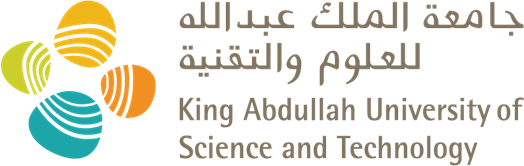 جامعة الملك عبدالله
للعلوم والتقنية
King Abdullah University of
Science and Technology